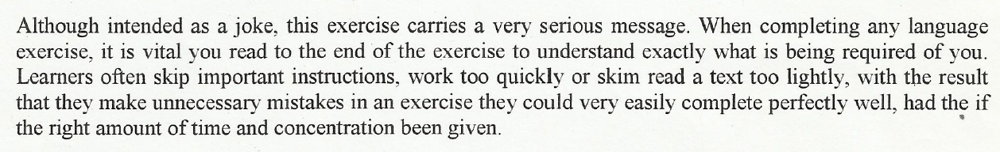 Although intended as a joke, this exercise carries a very serious message. When completing any language
exercise, it is vital you read to the end of the exercise to understand exactly what is being required of you.
Learners often skip important instructions, work too quickly or skim read a text too lightly, with the result
that they make unnecessary mistakes in an exercise they could very easily complete perfectly well, had the if
the right amount of time and concentration been given.